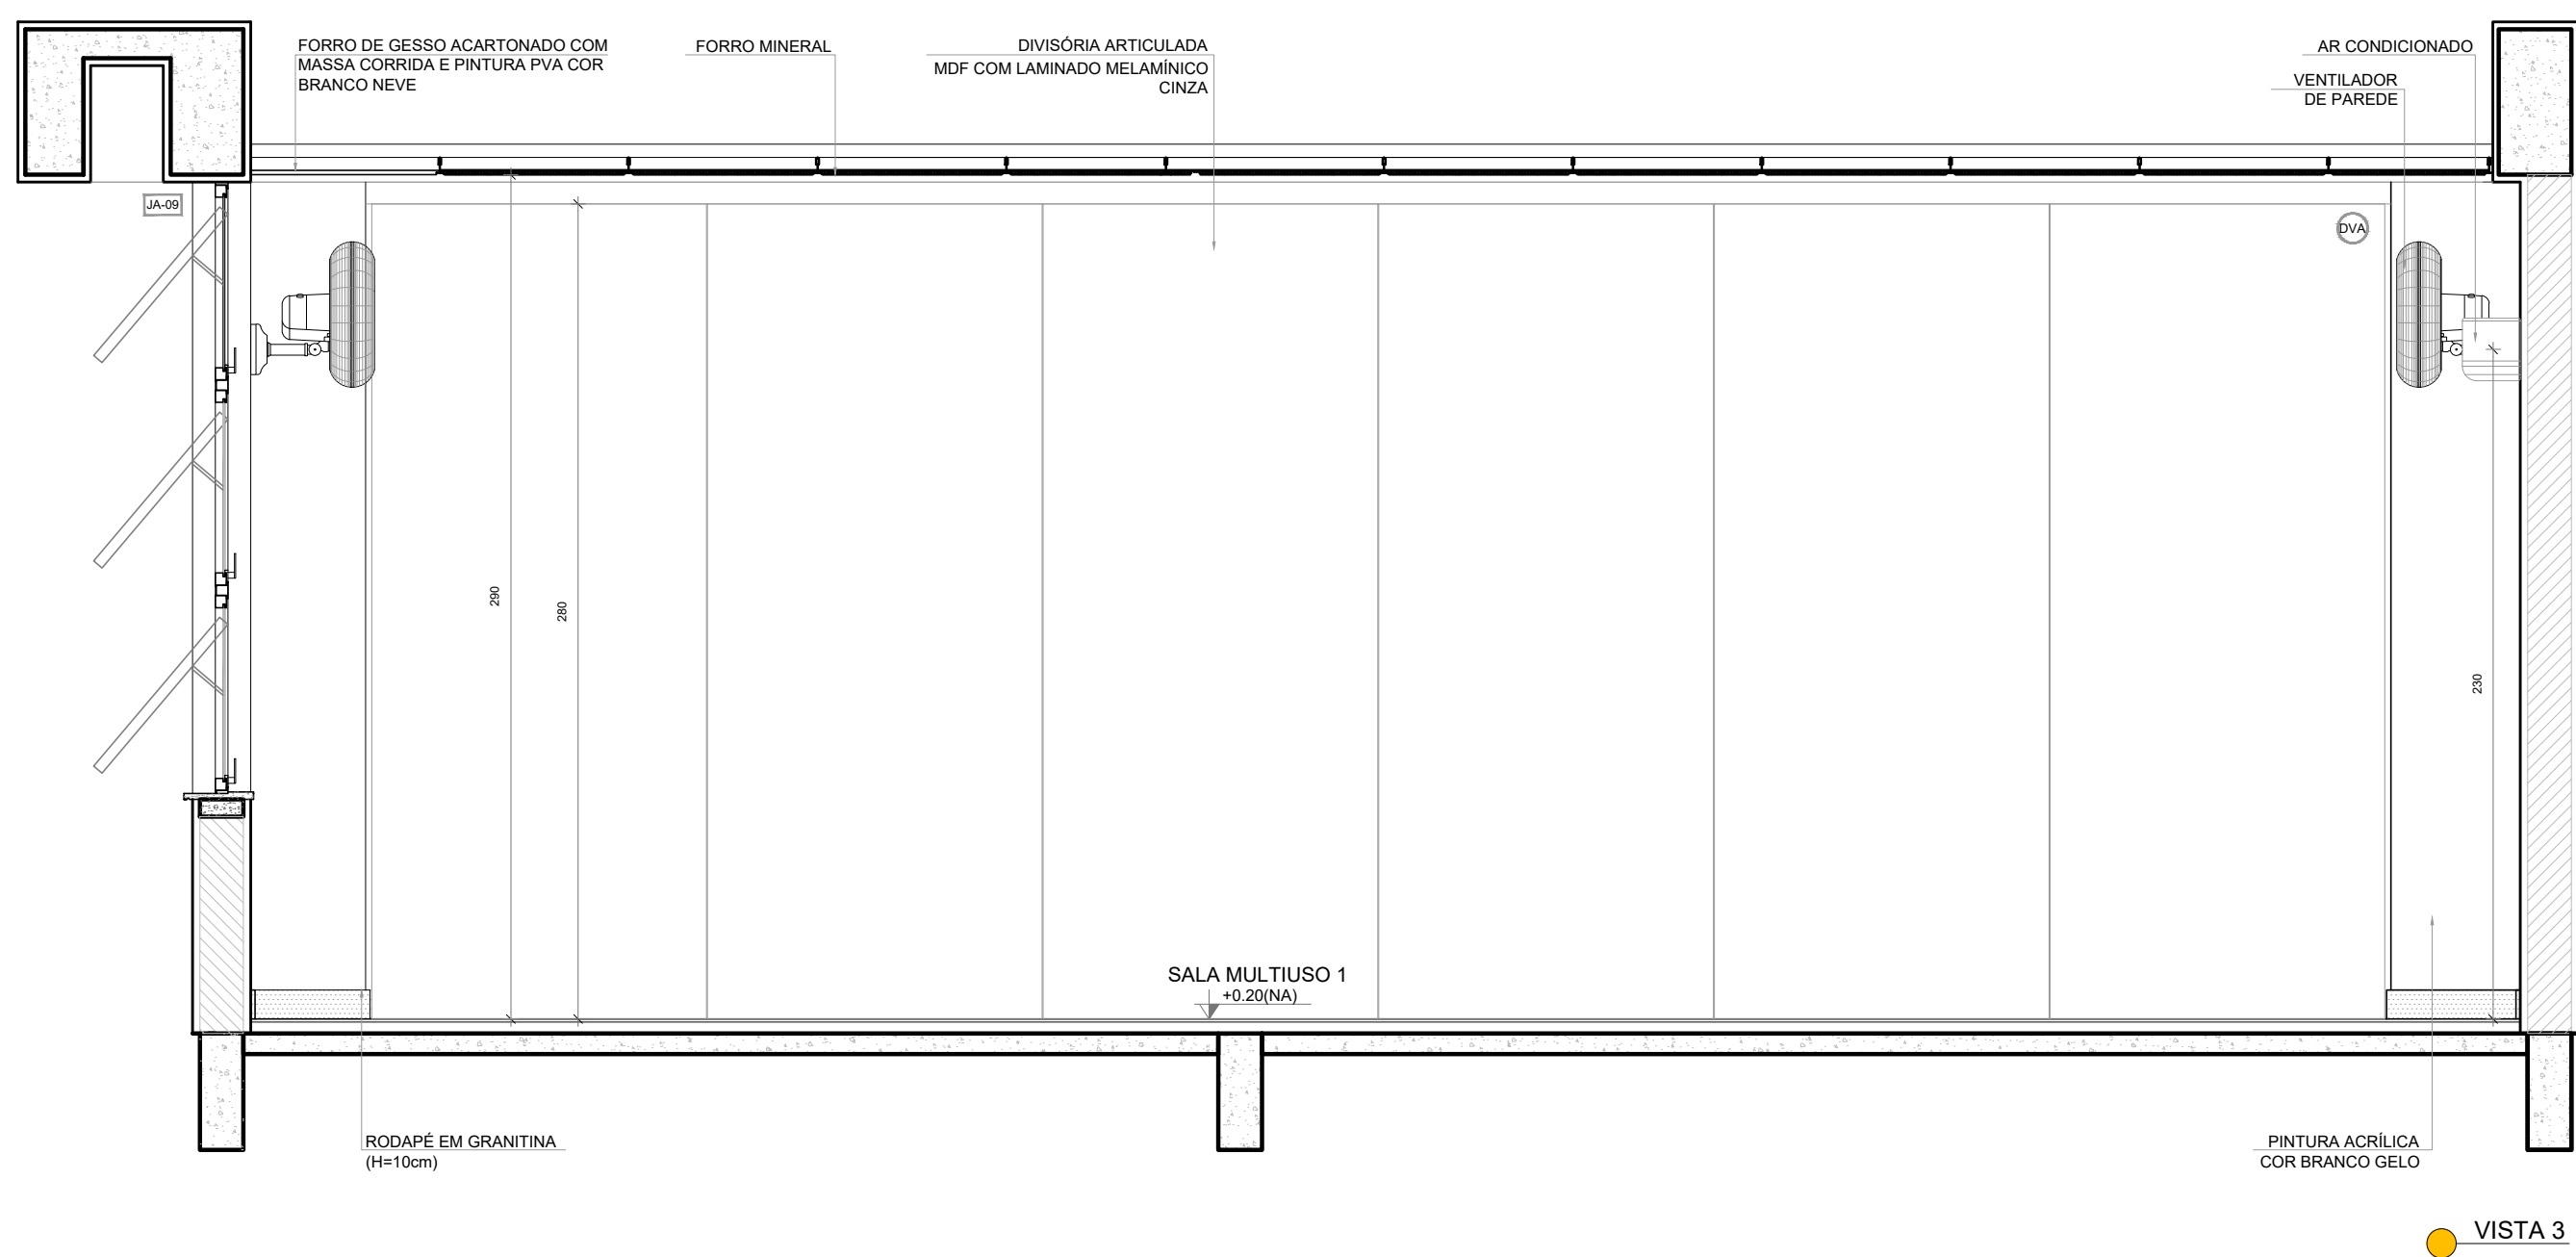 FORRO DE GESSO ACARTONADO COM
MASSA CORRIDA E PINTURA PVA COR
BRANCO NEVE
FORRO MINERAL
DIVISÓRIA ARTICULADA
MDF COM LAMINADO MELAMÍNICO
CINZA
AR CONDICIONADO
VENTILADOR
DE PAREDE
JA-09
DVA
290
280
230
SALA MULTIUSO 1
+0.20(NA)
RODAPÉ EM GRANITINA
(H=10cm)
PINTURA ACRÍLICA
COR BRANCO GELO
VISTA 3